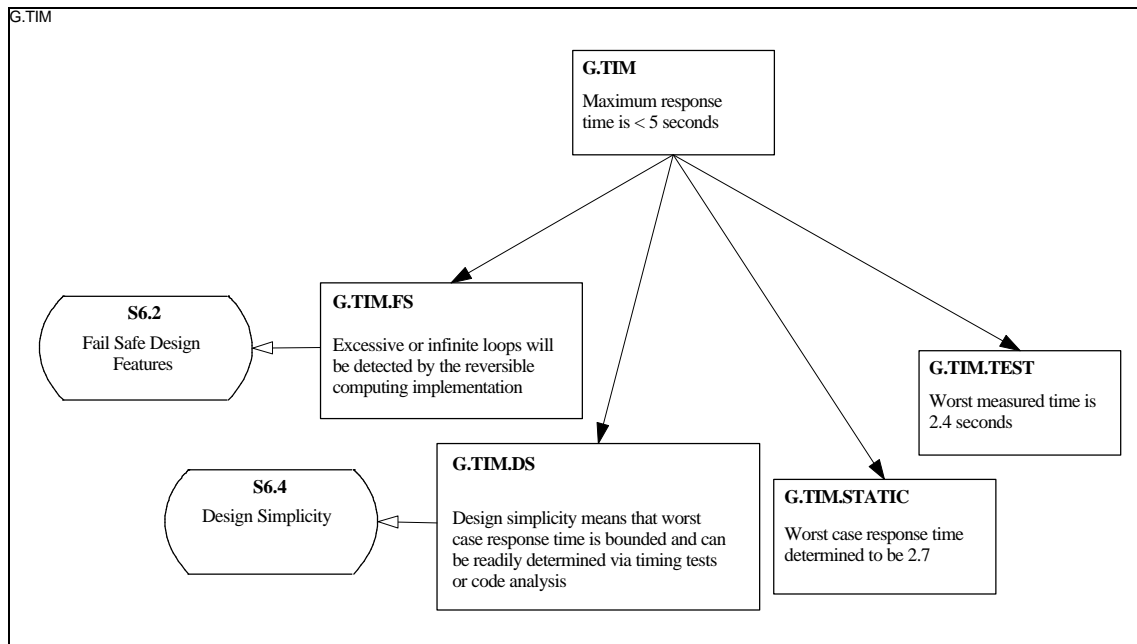 G.TIM
G.TIM
Maximum response
time is < 5 seconds
S6.2
Fail Safe Design
Features
G.TIM.FS
Excessive or infinite loops will
be detected by the reversible
computing implementation
G.TIM.TEST
Worst measured time is
2.4 seconds
S6.4
Design Simplicity
G.TIM.DS
Design simplicity means that worst
case response time is bounded and can
be readily determined via timing tests
or code analysis
G.TIM.STATIC
Worst case response time
determined to be 2.7